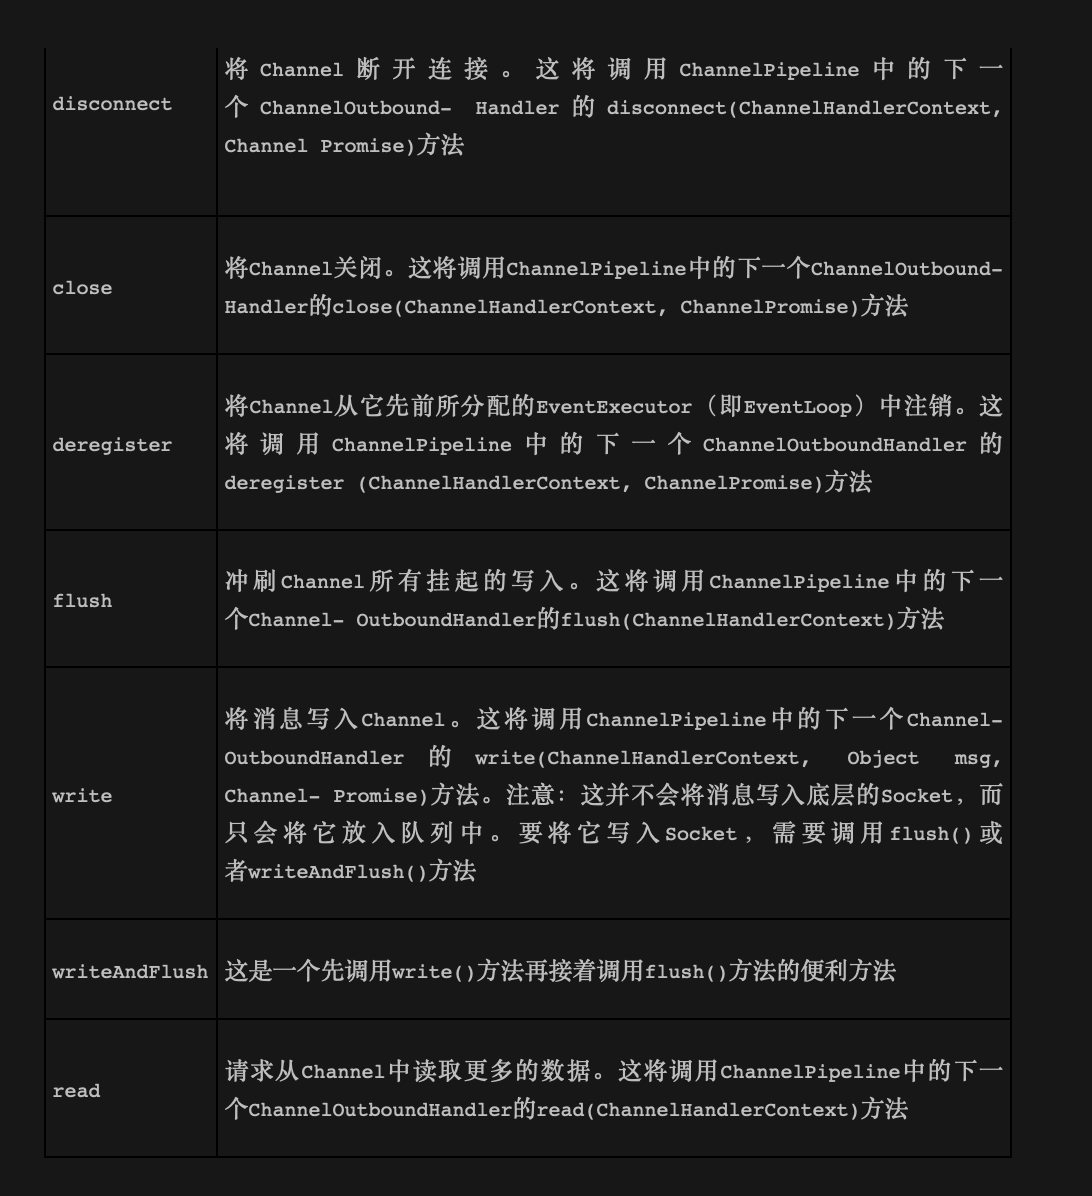 将 Channel 断开连接。这将调用 ChannelPipeline 中的下一
disconnect
个 ChannelOutbound- Handler 的 disconnect(ChannelHandlerContext,
Channel Promise)方法
将Channel关闭。这将调用ChannelPipeline中的下一个ChannelOutbound-
close
Handler的close(ChannelHandlerContext, ChannelPromise)方法
将Channel从它先前所分配的EventExecutor（即EventLoop）中注销。这
deregister
将调用 ChannelPipeline 中的下一个 ChannelOutboundHandler 的
deregister (ChannelHandlerContext, ChannelPromise)方法
冲刷Channel所有挂起的写入。这将调用ChannelPipeline中的下一
flush
个Channel- OutboundHandler的flush(ChannelHandlerContext)方法
将消息写入Channel。这将调用ChannelPipeline中的下一个Channel-
OutboundHandler 的 write(ChannelHandlerContext, Object msg,
write
Channel- Promise)方法。注意：这并不会将消息写入底层的Socket，而
只会将它放入队列中。要将它写入Socket，需要调用flush()或
者writeAndFlush()方法
writeAndFlush
这是一个先调用write()方法再接着调用flush()方法的便利方法
请求从Channel中读取更多的数据。这将调用ChannelPipeline中的下一
read
个ChannelOutboundHandler的read(ChannelHandlerContext)方法